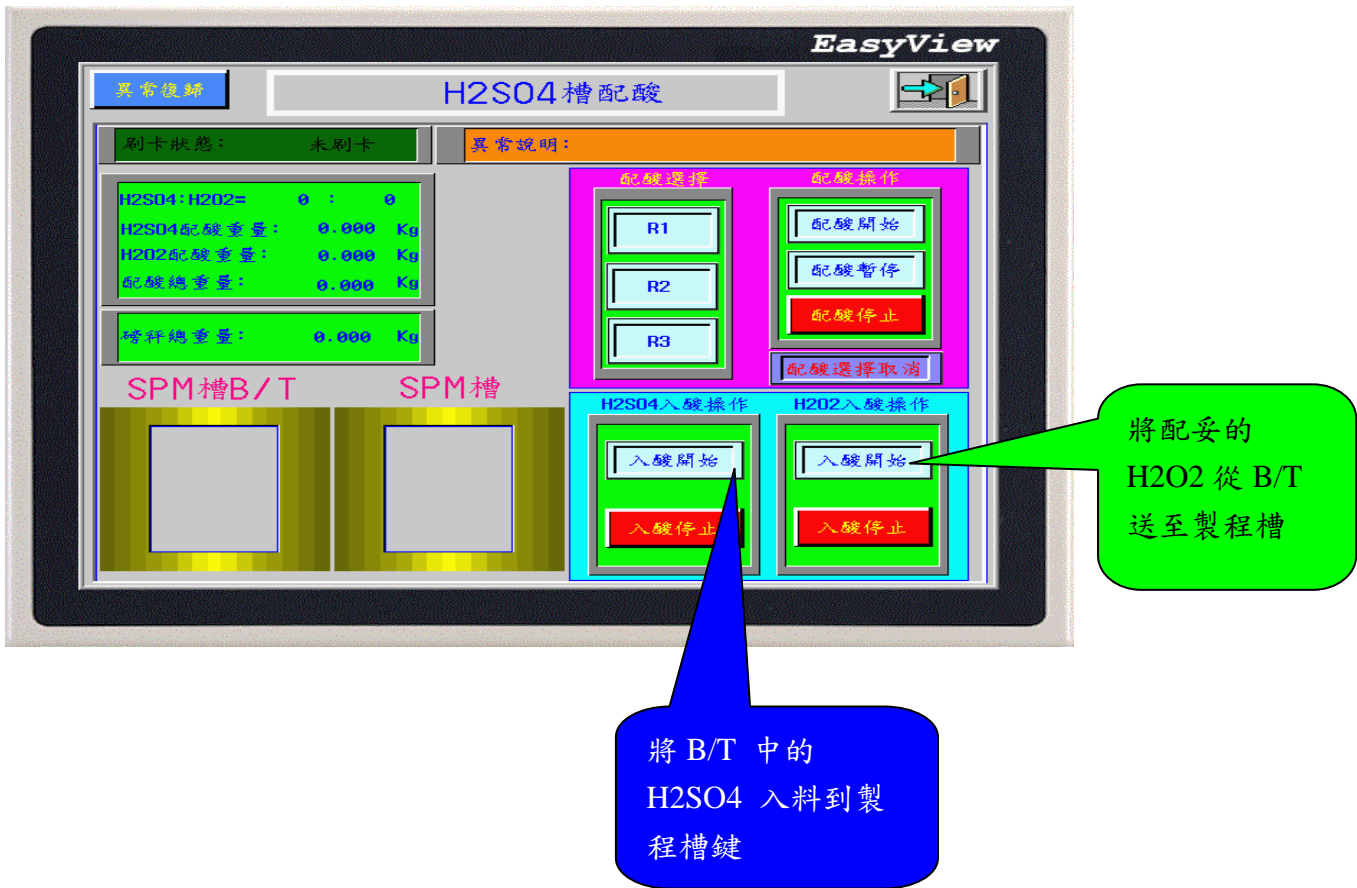 EasyView
異常復歸
H2SO4槽配酸
刷卡狀態: 未刷卡
異常說明:
H2SO4:H2O2= 0 : 0
H2SO4配酸重量: 0.000 Kg
H2O2配酸重量: 0.000 Kg
配酸總重量: 0.000 Kg
磅秤總重量: 0.000 Kg
SPM槽B/T
SPM槽
配酸選擇
R1
R2
R3
配酸操作
配酸開始
配酸暫停
配酸停止
配酸選擇取消
H2SO4入酸操作
入酸開始
入酸停止
H2O2入酸操作
入酸開始
入酸停止
將配妥的
H2O2 從 B/T
送至製程槽
將 B/T 中的
H2SO4 入料到製
程槽鍵